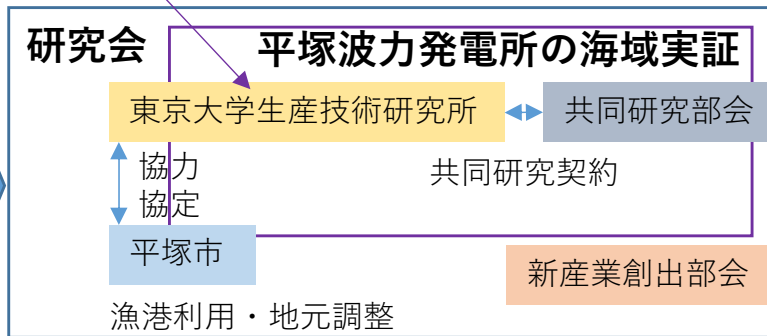 研究会
平塚波力発電所の海域実証
東京大学生産技術研究所
共同研究部会
協力
協定
共同研究契約
平塚市
新産業創出部会
漁港利用・地元調整